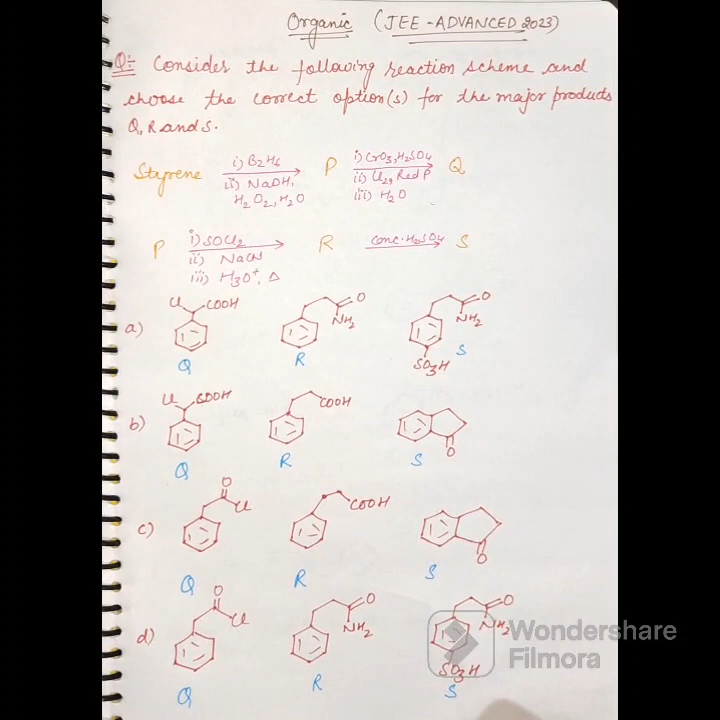 Organic (JEE-ADVANCED 2023)
Q:- Consider the following reaction scheme and
choose the correct option(s) for the major products
Q, R and S.
Styrene i) B2H6 ii) NaOH, H2O2, H2O P i) CrO3, H2SO4 ii) Cl2, Red P iii) H2O Q
P i) SOCl2 ii) NaCN iii) H3O+, Δ R conc. H2SO4 S
a) Cl COOH Q O NH2 R O NH2 SO3H S
b) Cl COOH Q COOH R O S
c) O Cl Q COOH R O S
d) O Cl Q O NH2 R O NH2 SO3H S
Wondershare
Filmora